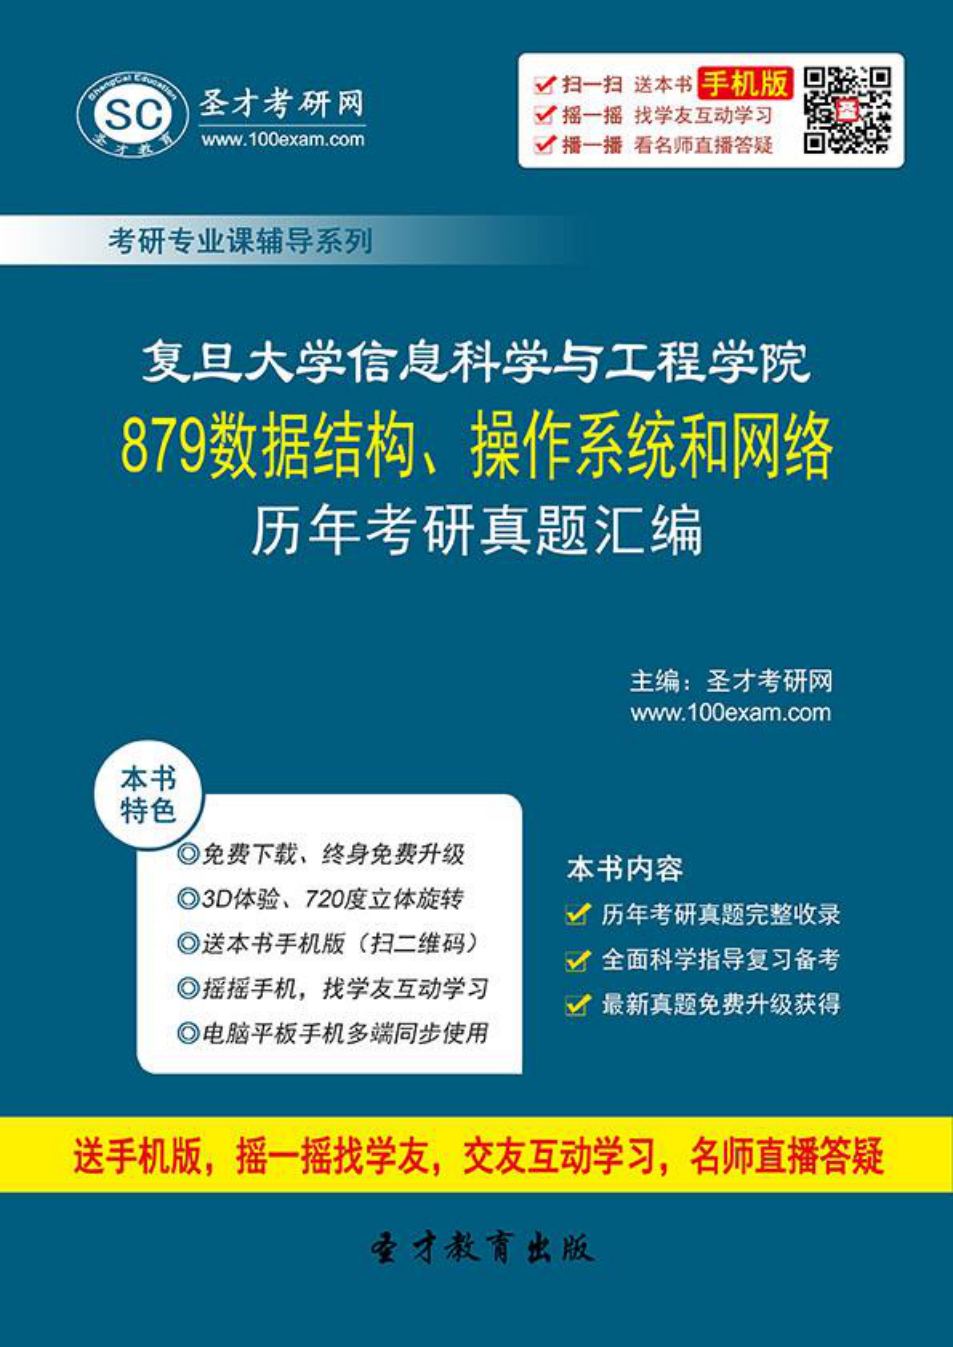 ShengCai Education
SC
圣才教育
圣才考研网
www.100exam.com
扫一扫 送本书 手机版
摇一摇 找学友互动学习
播一播 看名师直播答疑
圣
考研专业课辅导系列
复旦大学信息科学与工程学院
879数据结构、操作系统和网络
历年考研真题汇编
主编：圣才考研网
www.100exam.com
本书
特色
◎免费下载、终身免费升级
◎3D体验、720度立体旋转
◎送本书手机版（扫二维码）
◎摇摇手机，找学友互动学习
◎电脑平板手机多端同步使用
本书内容
历年考研真题完整收录
全面科学指导复习备考
最新真题免费升级获得
送手机版，摇一摇找学友，交友互动学习，名师直播答疑
圣才教育出版